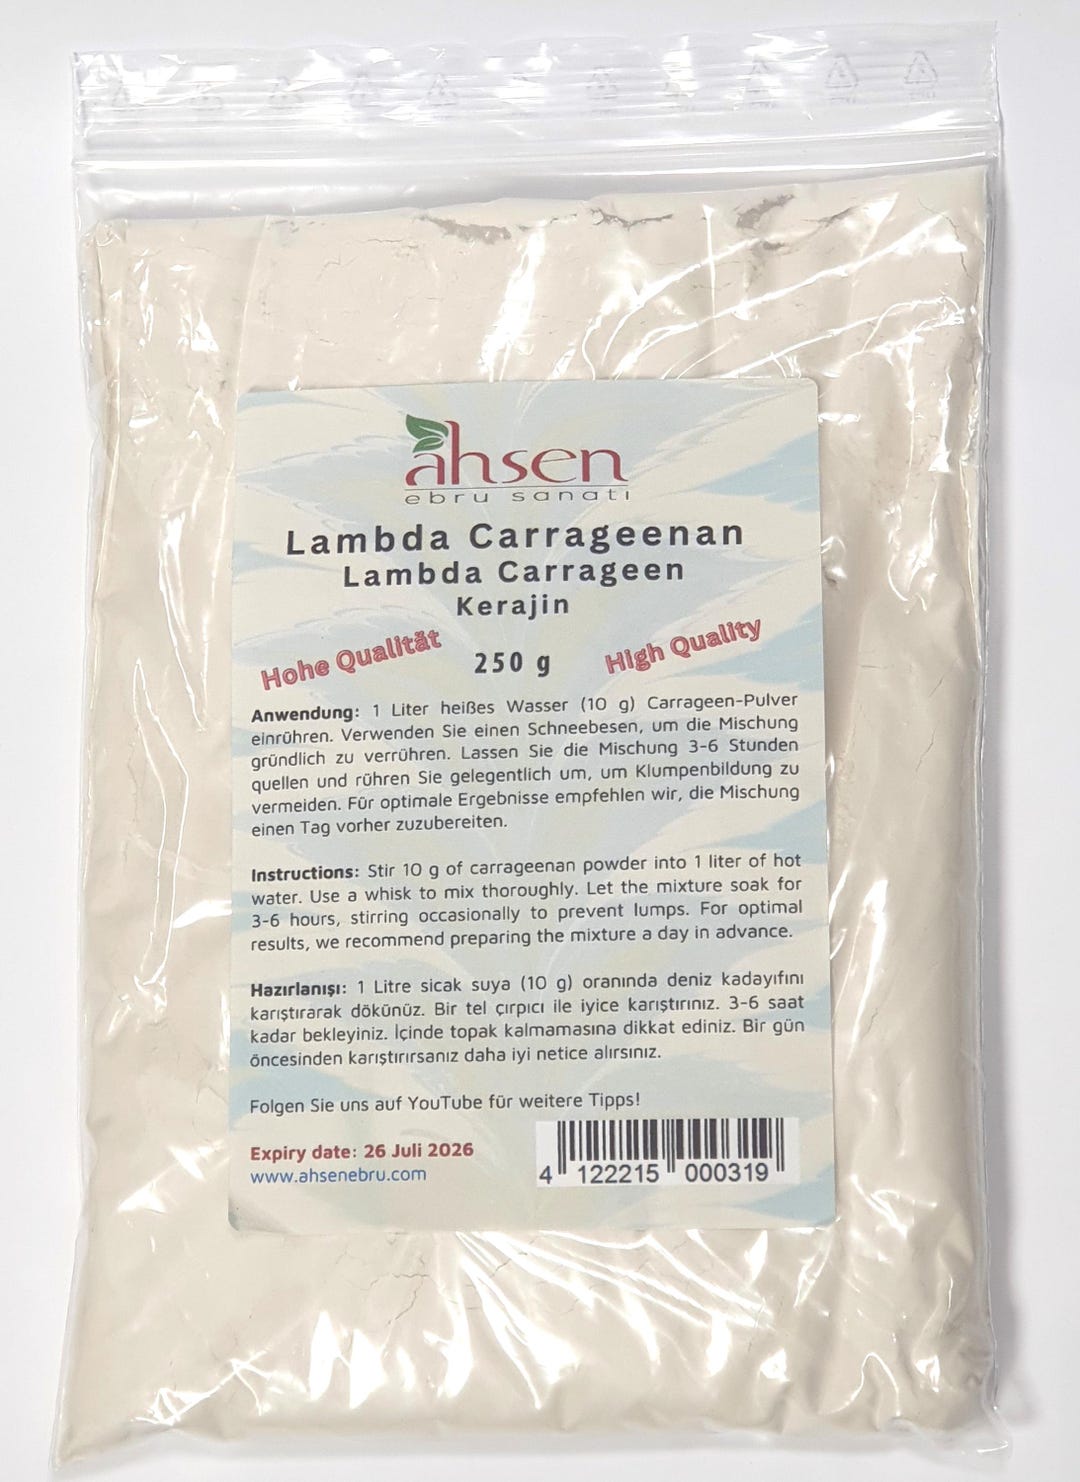 ahsen
ebru sanatı
Lambda Carrageenan
Lambda Carrageen
Kerajin
Hohe Qualität
250 g
High Quality
Anwendung: 1 Liter heißes Wasser (10 g) Carrageen-Pulver
einrühren. Verwenden Sie einen Schneebesen, um die Mischung
gründlich zu verrühren. Lassen Sie die Mischung 3-6 Stunden
quellen und rühren Sie gelegentlich um, um Klumpenbildung zu
vermeiden. Für optimale Ergebnisse empfehlen wir, die Mischung
einen Tag vorher zuzubereiten.
Instructions: Stir 10 g of carrageenan powder into 1 liter of hot
water. Use a whisk to mix thoroughly. Let the mixture soak for
3-6 hours, stirring occasionally to prevent lumps. For optimal
results, we recommend preparing the mixture a day in advance.
Hazırlanışı: 1 Litre sicak suya (10 g) oranında deniz kadayıfını
karıştırarak dökünüz. Bir tel çırpıcı ile iyice karıştırınız. 3-6 saat
kadar bekleyiniz. İçinde topak kalmamasına dikkat ediniz. Bir gün
öncesinden karıştırırsanız daha iyi netice alırsınız.
Folgen Sie uns auf YouTube für weitere Tipps!
Expiry date: 26 Juli 2026
www.ahsenebru.com
4 122215 000319